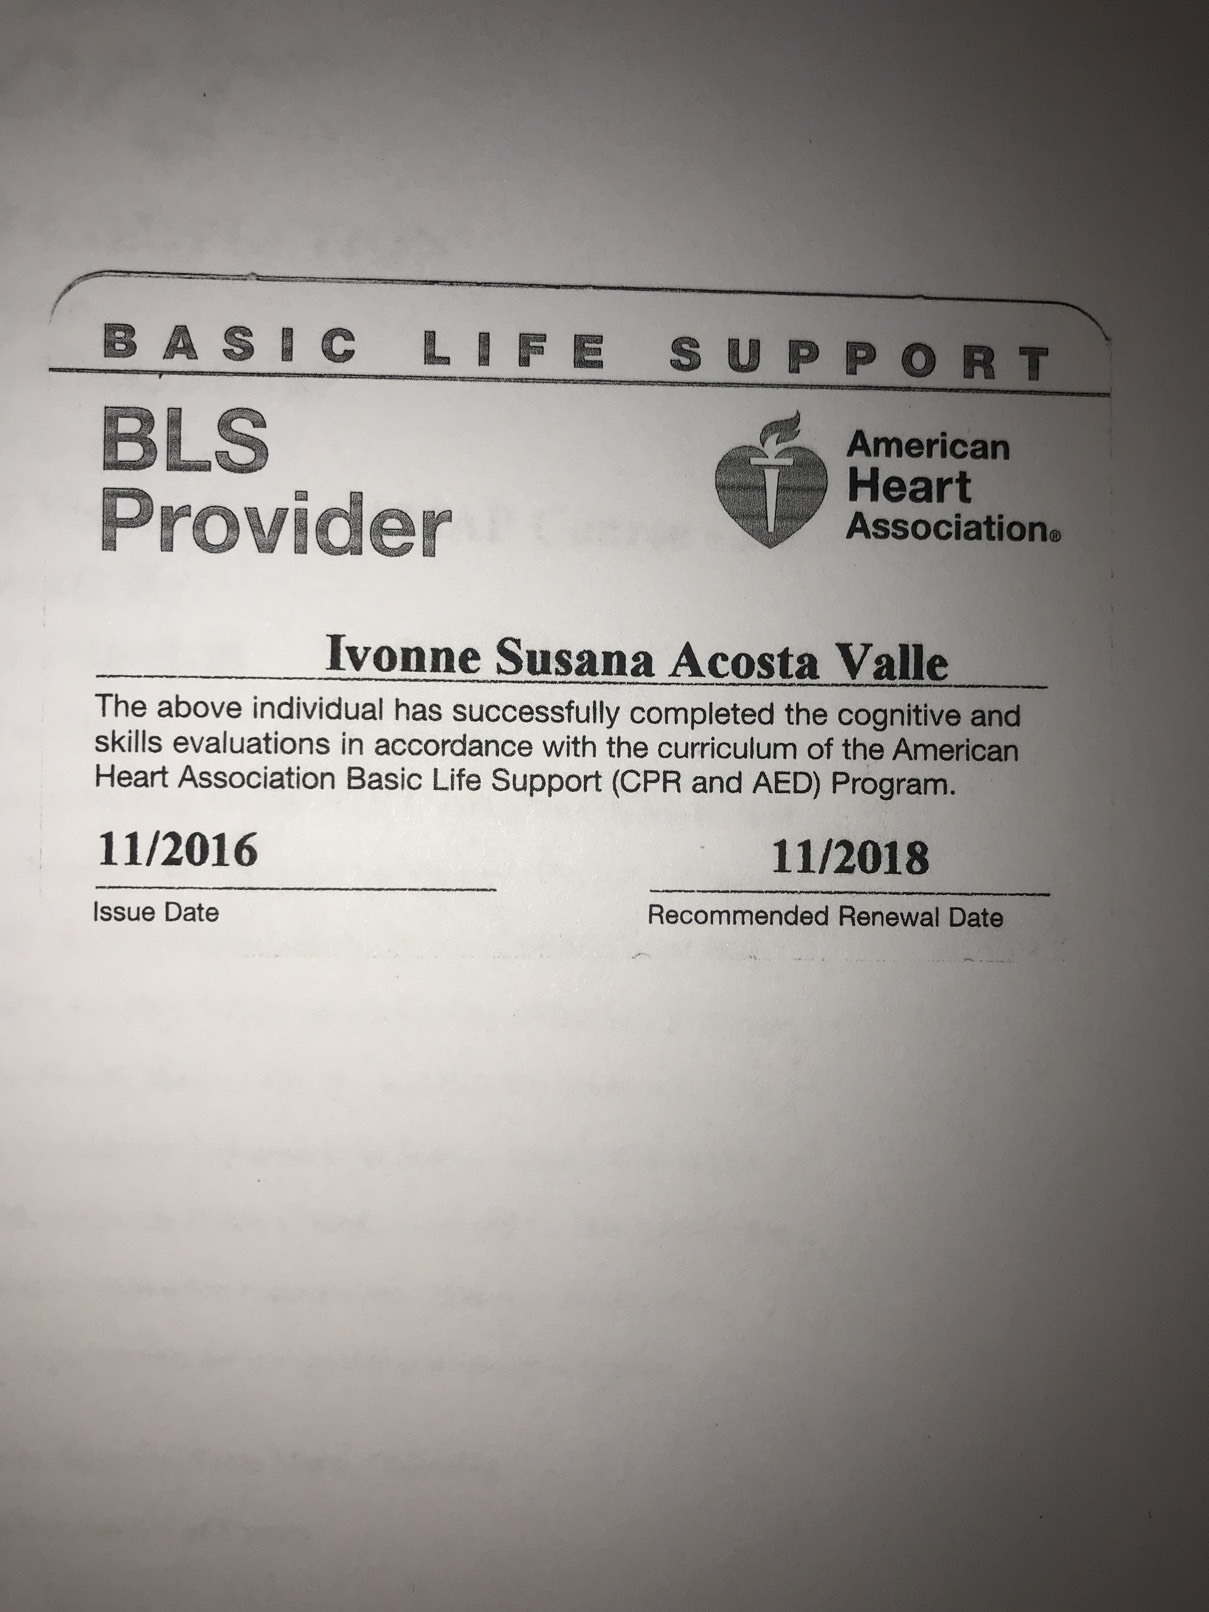 BASIC LIFE SUPPORT
BLS
Provider
American
Heart
Association®
Ivonne Susana Acosta Valle
The above individual has successfully completed the cognitive and
skills evaluations in accordance with the curriculum of the American
Heart Association Basic Life Support (CPR and AED) Program.
11/2016
11/2018
Issue Date
Recommended Renewal Date